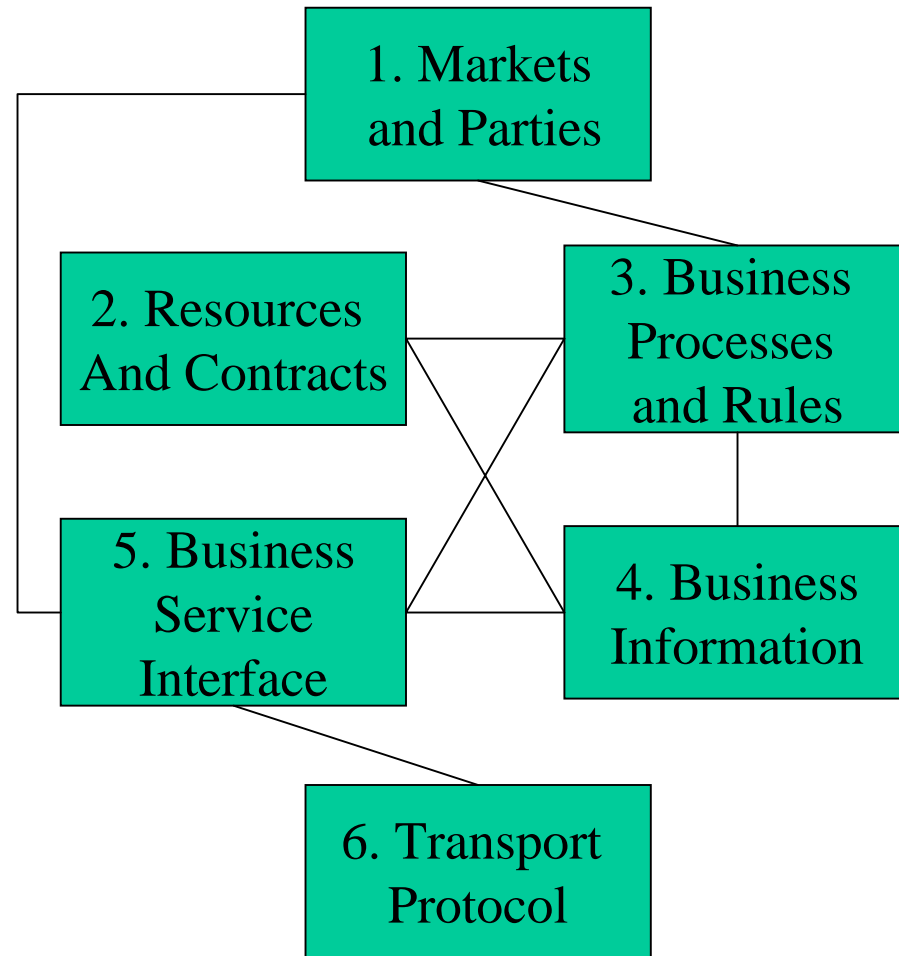 1. Markets
and Parties
2. Resources
And Contracts
3. Business
Processes
and Rules
5. Business
Service
Interface
4. Business
Information
6. Transport
Protocol